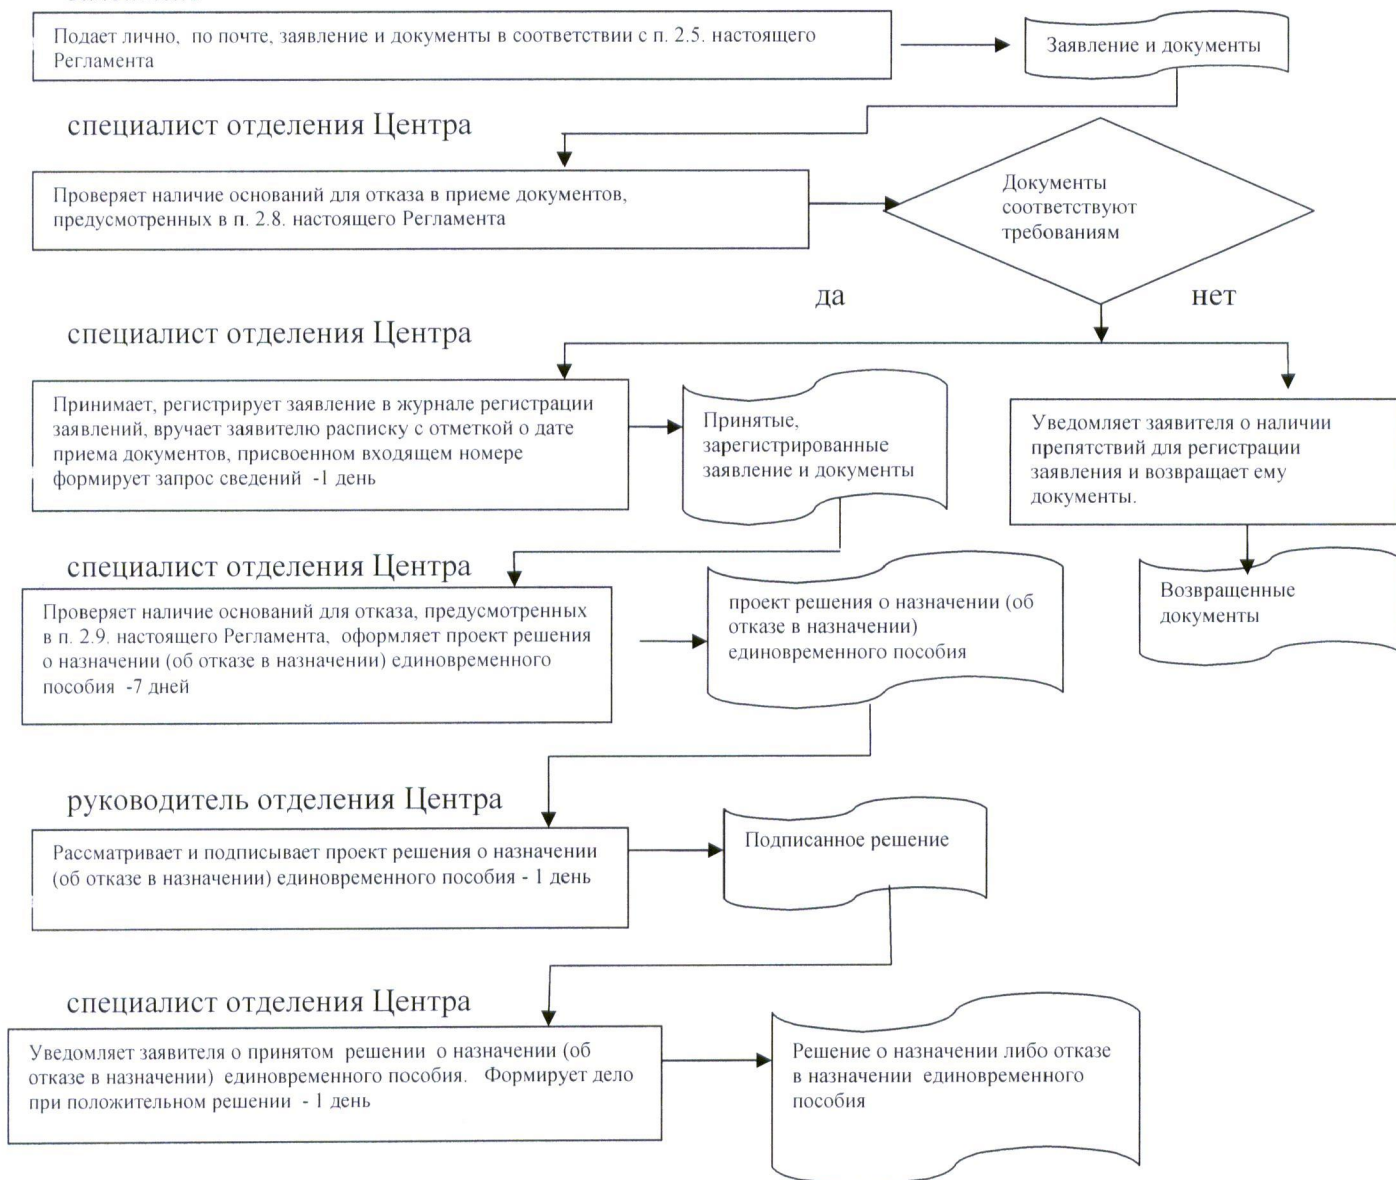 Подает лично, по почте, заявление и документы в соответствии с п. 2.5. настоящего
Регламента
Заявление и документы
специалист отделения Центра
Проверяет наличие оснований для отказа в приеме документов,
предусмотренных в п. 2.8. настоящего Регламента
Документы
соответствуют
требованиям
да
нет
специалист отделения Центра
Принимает, регистрирует заявление в журнале регистрации
заявлений, вручает заявителю расписку с отметкой о дате
приема документов, присвоенном входящем номере
формирует запрос сведений -1 день
Принятые,
зарегистрированные
заявление и документы
Уведомляет заявителя о наличии
препятствий для регистрации
заявления и возвращает ему
документы.
специалист отделения Центра
Проверяет наличие оснований для отказа, предусмотренных
в п. 2.9. настоящего Регламента, оформляет проект решения
о назначении (об отказе в назначении) единовременного
пособия -7 дней
проект решения о назначении (об
отказе в назначении)
единовременного пособия
Возвращенные
документы
руководитель отделения Центра
Рассматривает и подписывает проект решения о назначении
(об отказе в назначении) единовременного пособия - 1 день
Подписанное решение
специалист отделения Центра
Уведомляет заявителя о принятом решении о назначении (об
отказе в назначении) единовременного пособия. Формирует дело
при положительном решении - 1 день
Решение о назначении либо отказе
в назначении единовременного
пособия